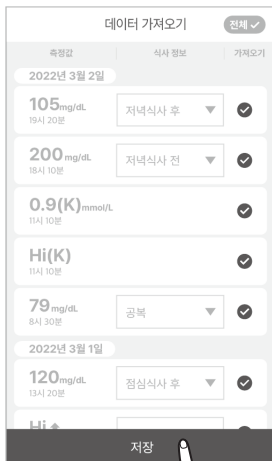 데이터 가져오기
전체
측정값 식사 정보 가져오기
2022년 3월 2일
105mg/dL
저녁식사 후
19시 20분
200mg/dL
저녁식사 전
18시 10분
0.9(K)mmol/L
11시 10분
Hi(K)
11시 10분
79mg/dL
공복
8시 30분
2022년 3월 1일
120mg/dL
점심식사 후
13시 20분
Hi
저장